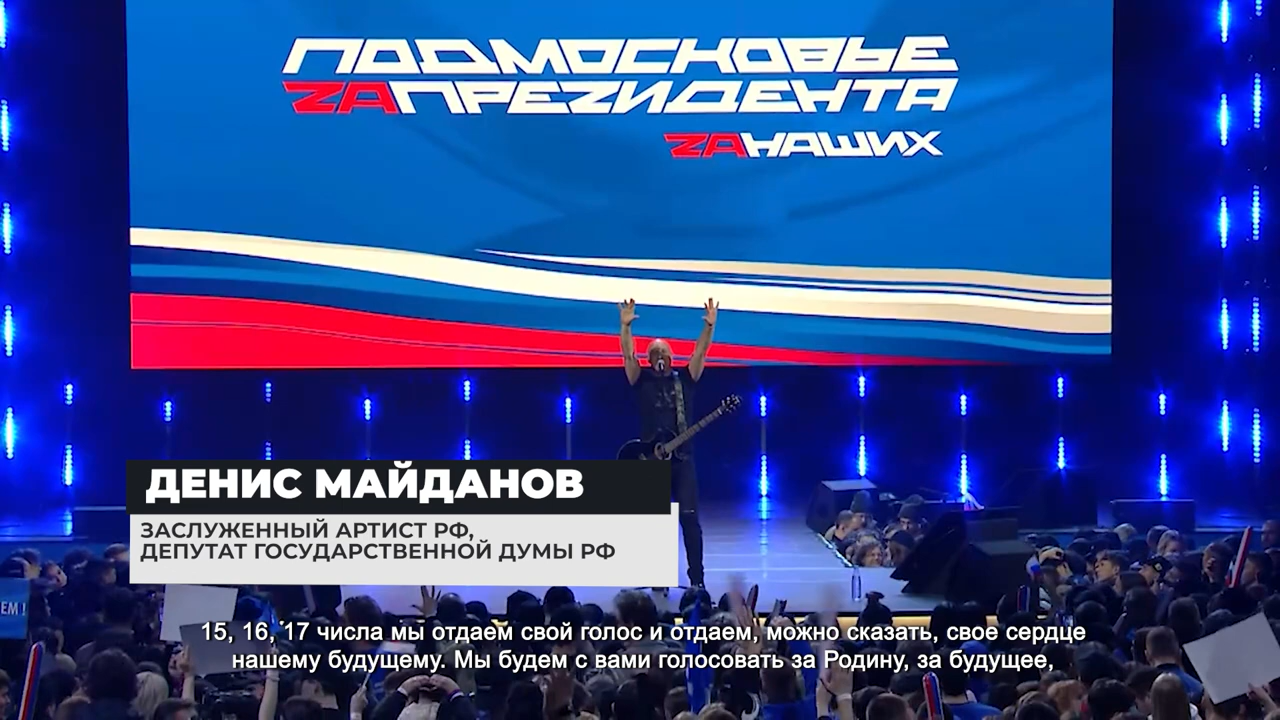 ПОДМОСКОВЬЕ
ZAПРЕZИДЕНТА
ZAНАШИХ
ДЕНИС МАЙДАНОВ
ЗАСЛУЖЕННЫЙ АРТИСТ РФ,
ДЕПУТАТ ГОСУДАРСТВЕННОЙ ДУМЫ РФ
ЕМ!
15, 16, 17 числа мы отдаем свой голос и отдаем, можно сказать, свое сердце
нашему будущему. Мы будем с вами голосовать за Родину, за будущее,